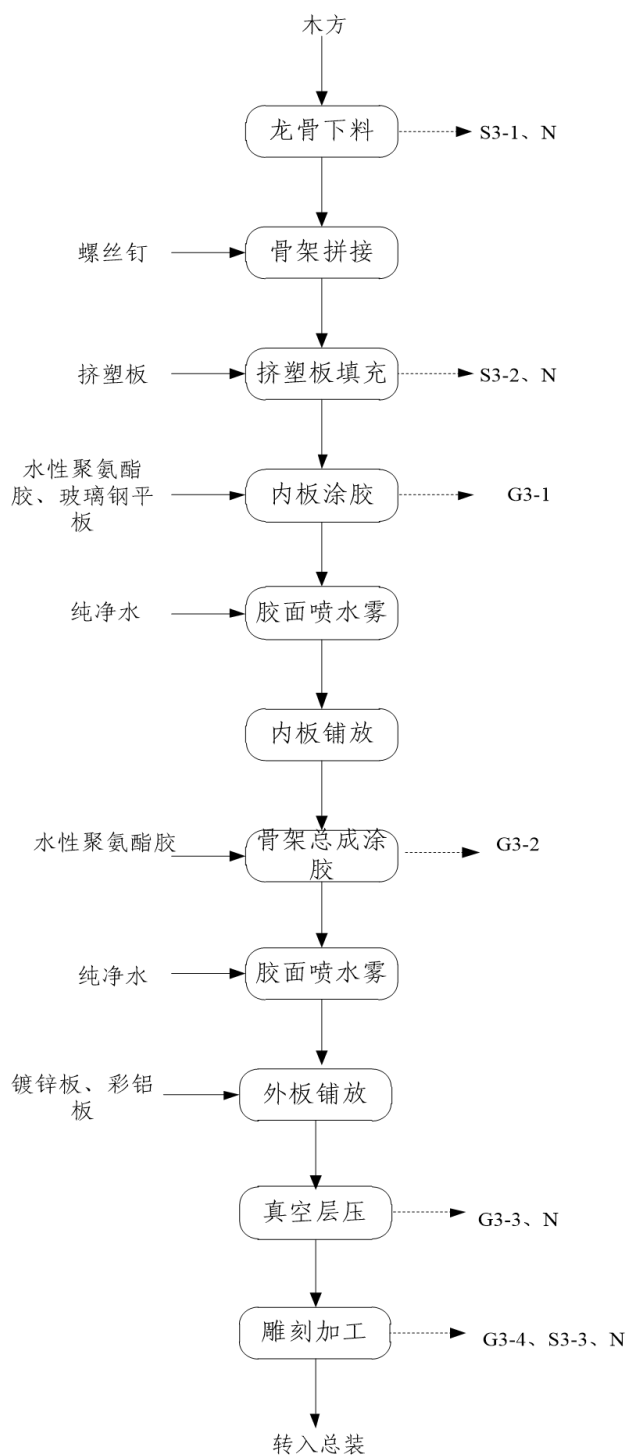 木方
龙骨下料
S3-1、N
螺丝钉
骨架拼接
挤塑板
挤塑板填充
S3-2、N
水性聚氨酯
胶、玻璃钢平
板
内板涂胶
G3-1
纯净水
胶面喷水雾
内板铺放
水性聚氨酯胶
骨架总成涂
胶
G3-2
纯净水
胶面喷水雾
镀锌板、彩铝
板
外板铺放
真空层压
G3-3、N
雕刻加工
G3-4、S3-3、N
转入总装